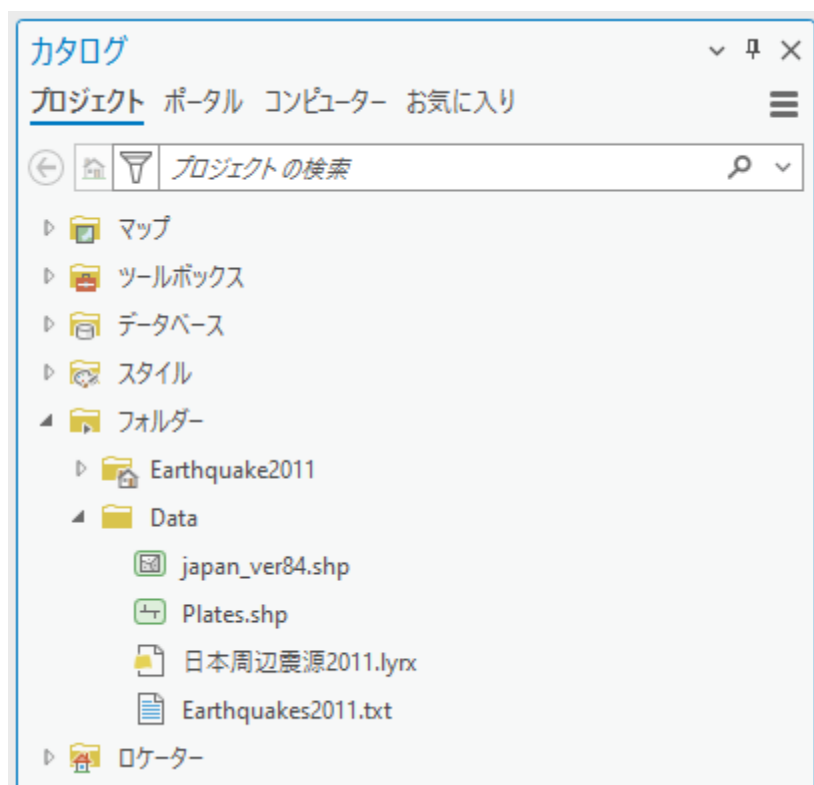 カタログ
プロジェクト ポータル コンピューター お気に入り
プロジェクトの検索
マップ
ツールボックス
データベース
スタイル
フォルダー
Earthquake2011
Data
japan_ver84.shp
Plates.shp
日本周辺震源2011.lyrx
Earthquakes2011.txt
ロケーター